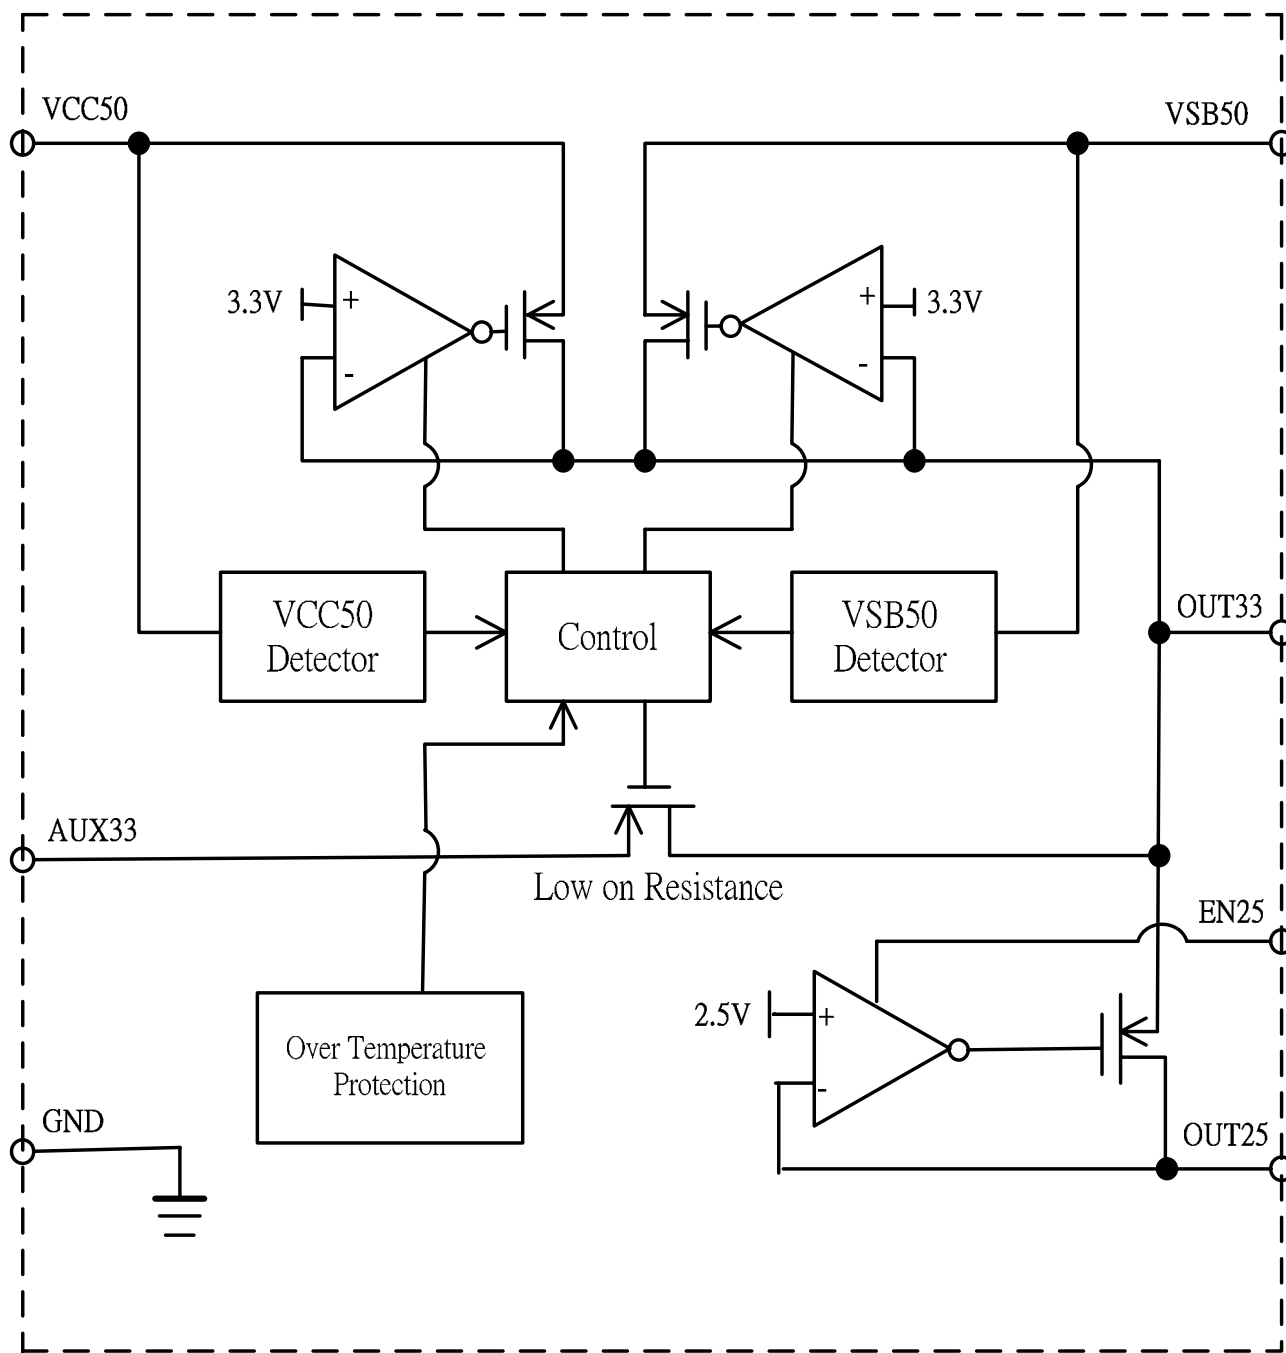 VCC50
VSB50
3.3V
+
-
+
-
3.3V
VCC50
Detector
Control
VSB50
Detector
OUT33
AUX33
Low on Resistance
EN25
2.5V
+
-
Over Temperature
Protection
GND
OUT25